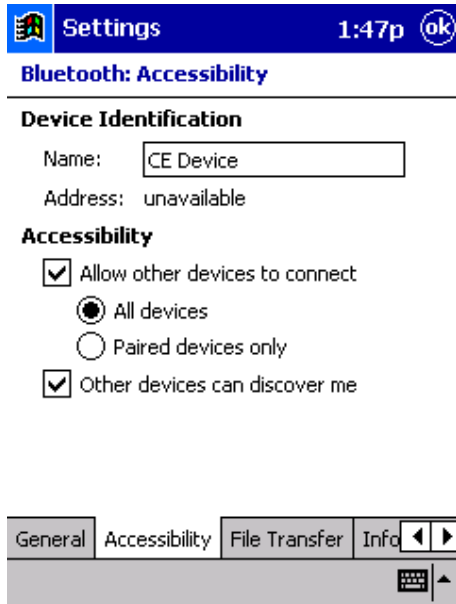 Settings 1:47p ok
Bluetooth: Accessibility
Device Identification
Name: CE Device
Address: unavailable
Accessibility
Allow other devices to connect
All devices
Paired devices only
Other devices can discover me
General Accessibility File Transfer Info